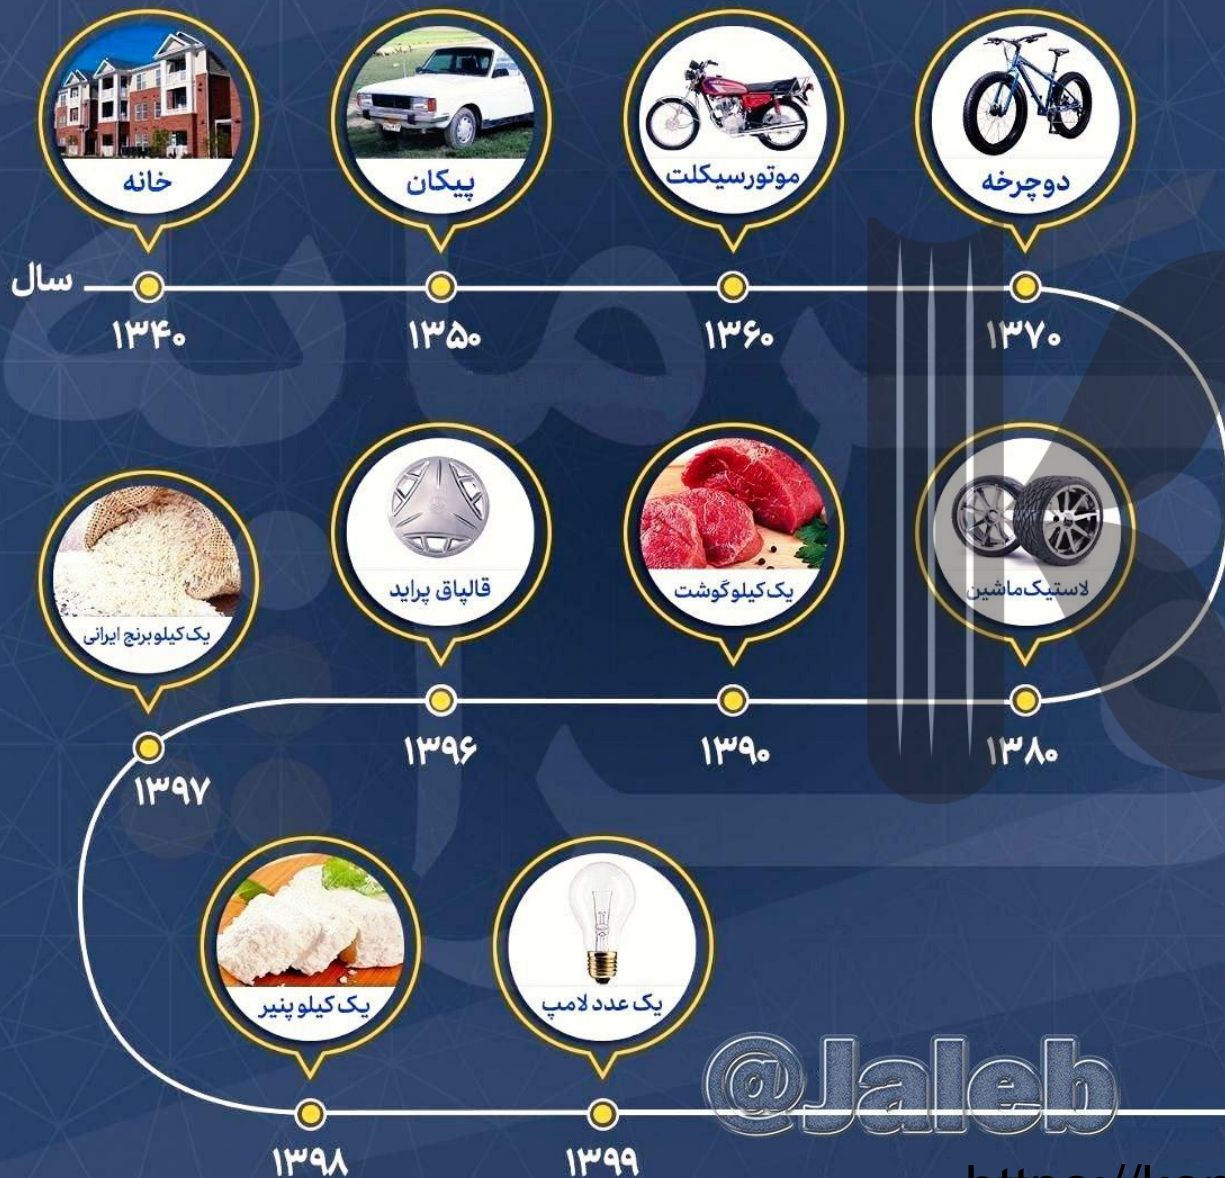 خانه
پیکان
موتورسیکلت
دوچرخه
سال
۱۳۴۰
۱۳۵۰
۱۳۶۰
۱۳۷۰
یک کیلو برنج ایرانی
قالپاق پراید
یک کیلو گوشت
لاستیک ماشین
۱۳۹۷
۱۳۹۶
۱۳۹۰
۱۳۸۰
یک کیلو پنیر
یک عدد لامپ
@Jaleb
۱۳۹۸
۱۳۹۹